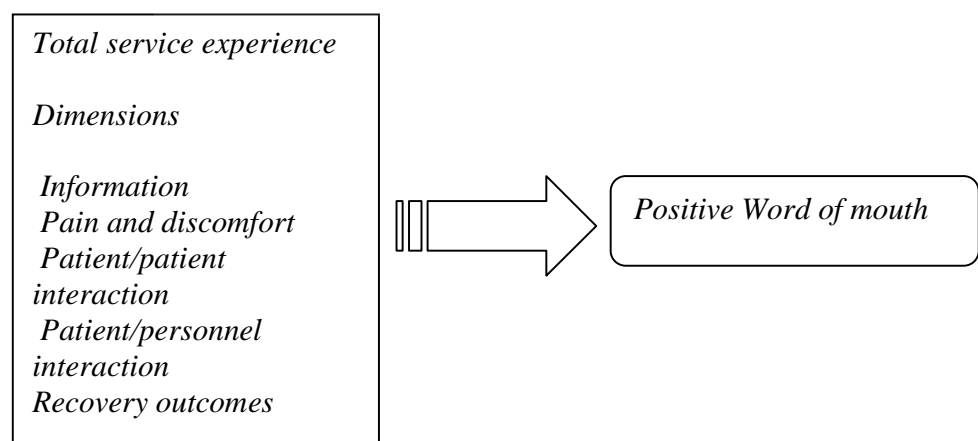 Total service experience
Dimensions
Information
Pain and discomfort
Patient/patient
interaction
Patient/personnel
interaction
Recovery outcomes
Positive Word of mouth